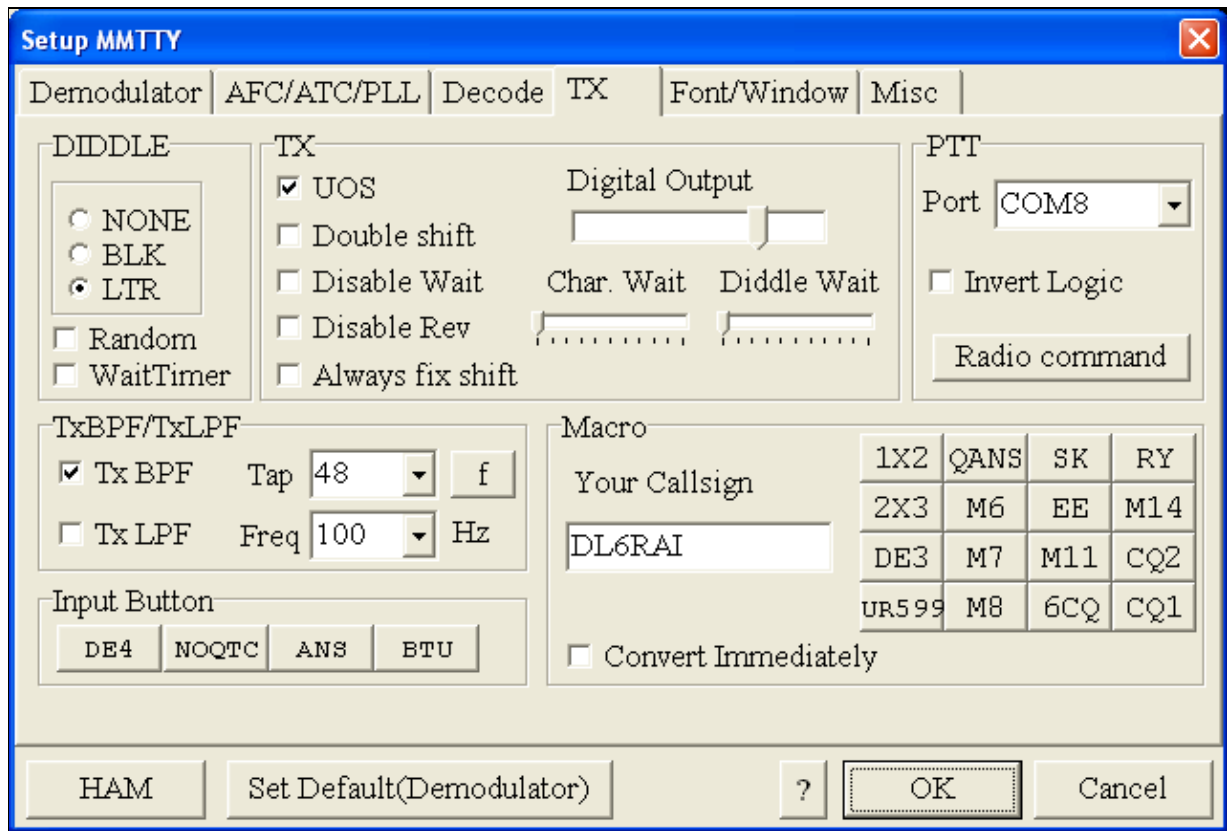 Setup MMTTY
Demodulator AFC/ATC/PLL Decode TX Font/Window Misc
DIDDLE
NONE
BLK
LTR
Random
WaitTimer
TX
UOS
Double shift
Disable Wait
Disable Rev
Always fix shift
Digital Output
Char. Wait Diddle Wait
PTT
Port COM8
Invert Logic
Radio command
TxBPF/TxLPF
Tx BPF Tap 48 f
Tx LPF Freq 100 Hz
Input Button
DE4 NOQTC ANS BTU
Macro
Your Callsign
DL6RAI
Convert Immediately
1X2 QANS SK RY
2X3 M6 EE M14
DE3 M7 M11 CQ2
UR599 M8 6CQ CQ1
HAM Set Default(Demodulator) ? OK Cancel